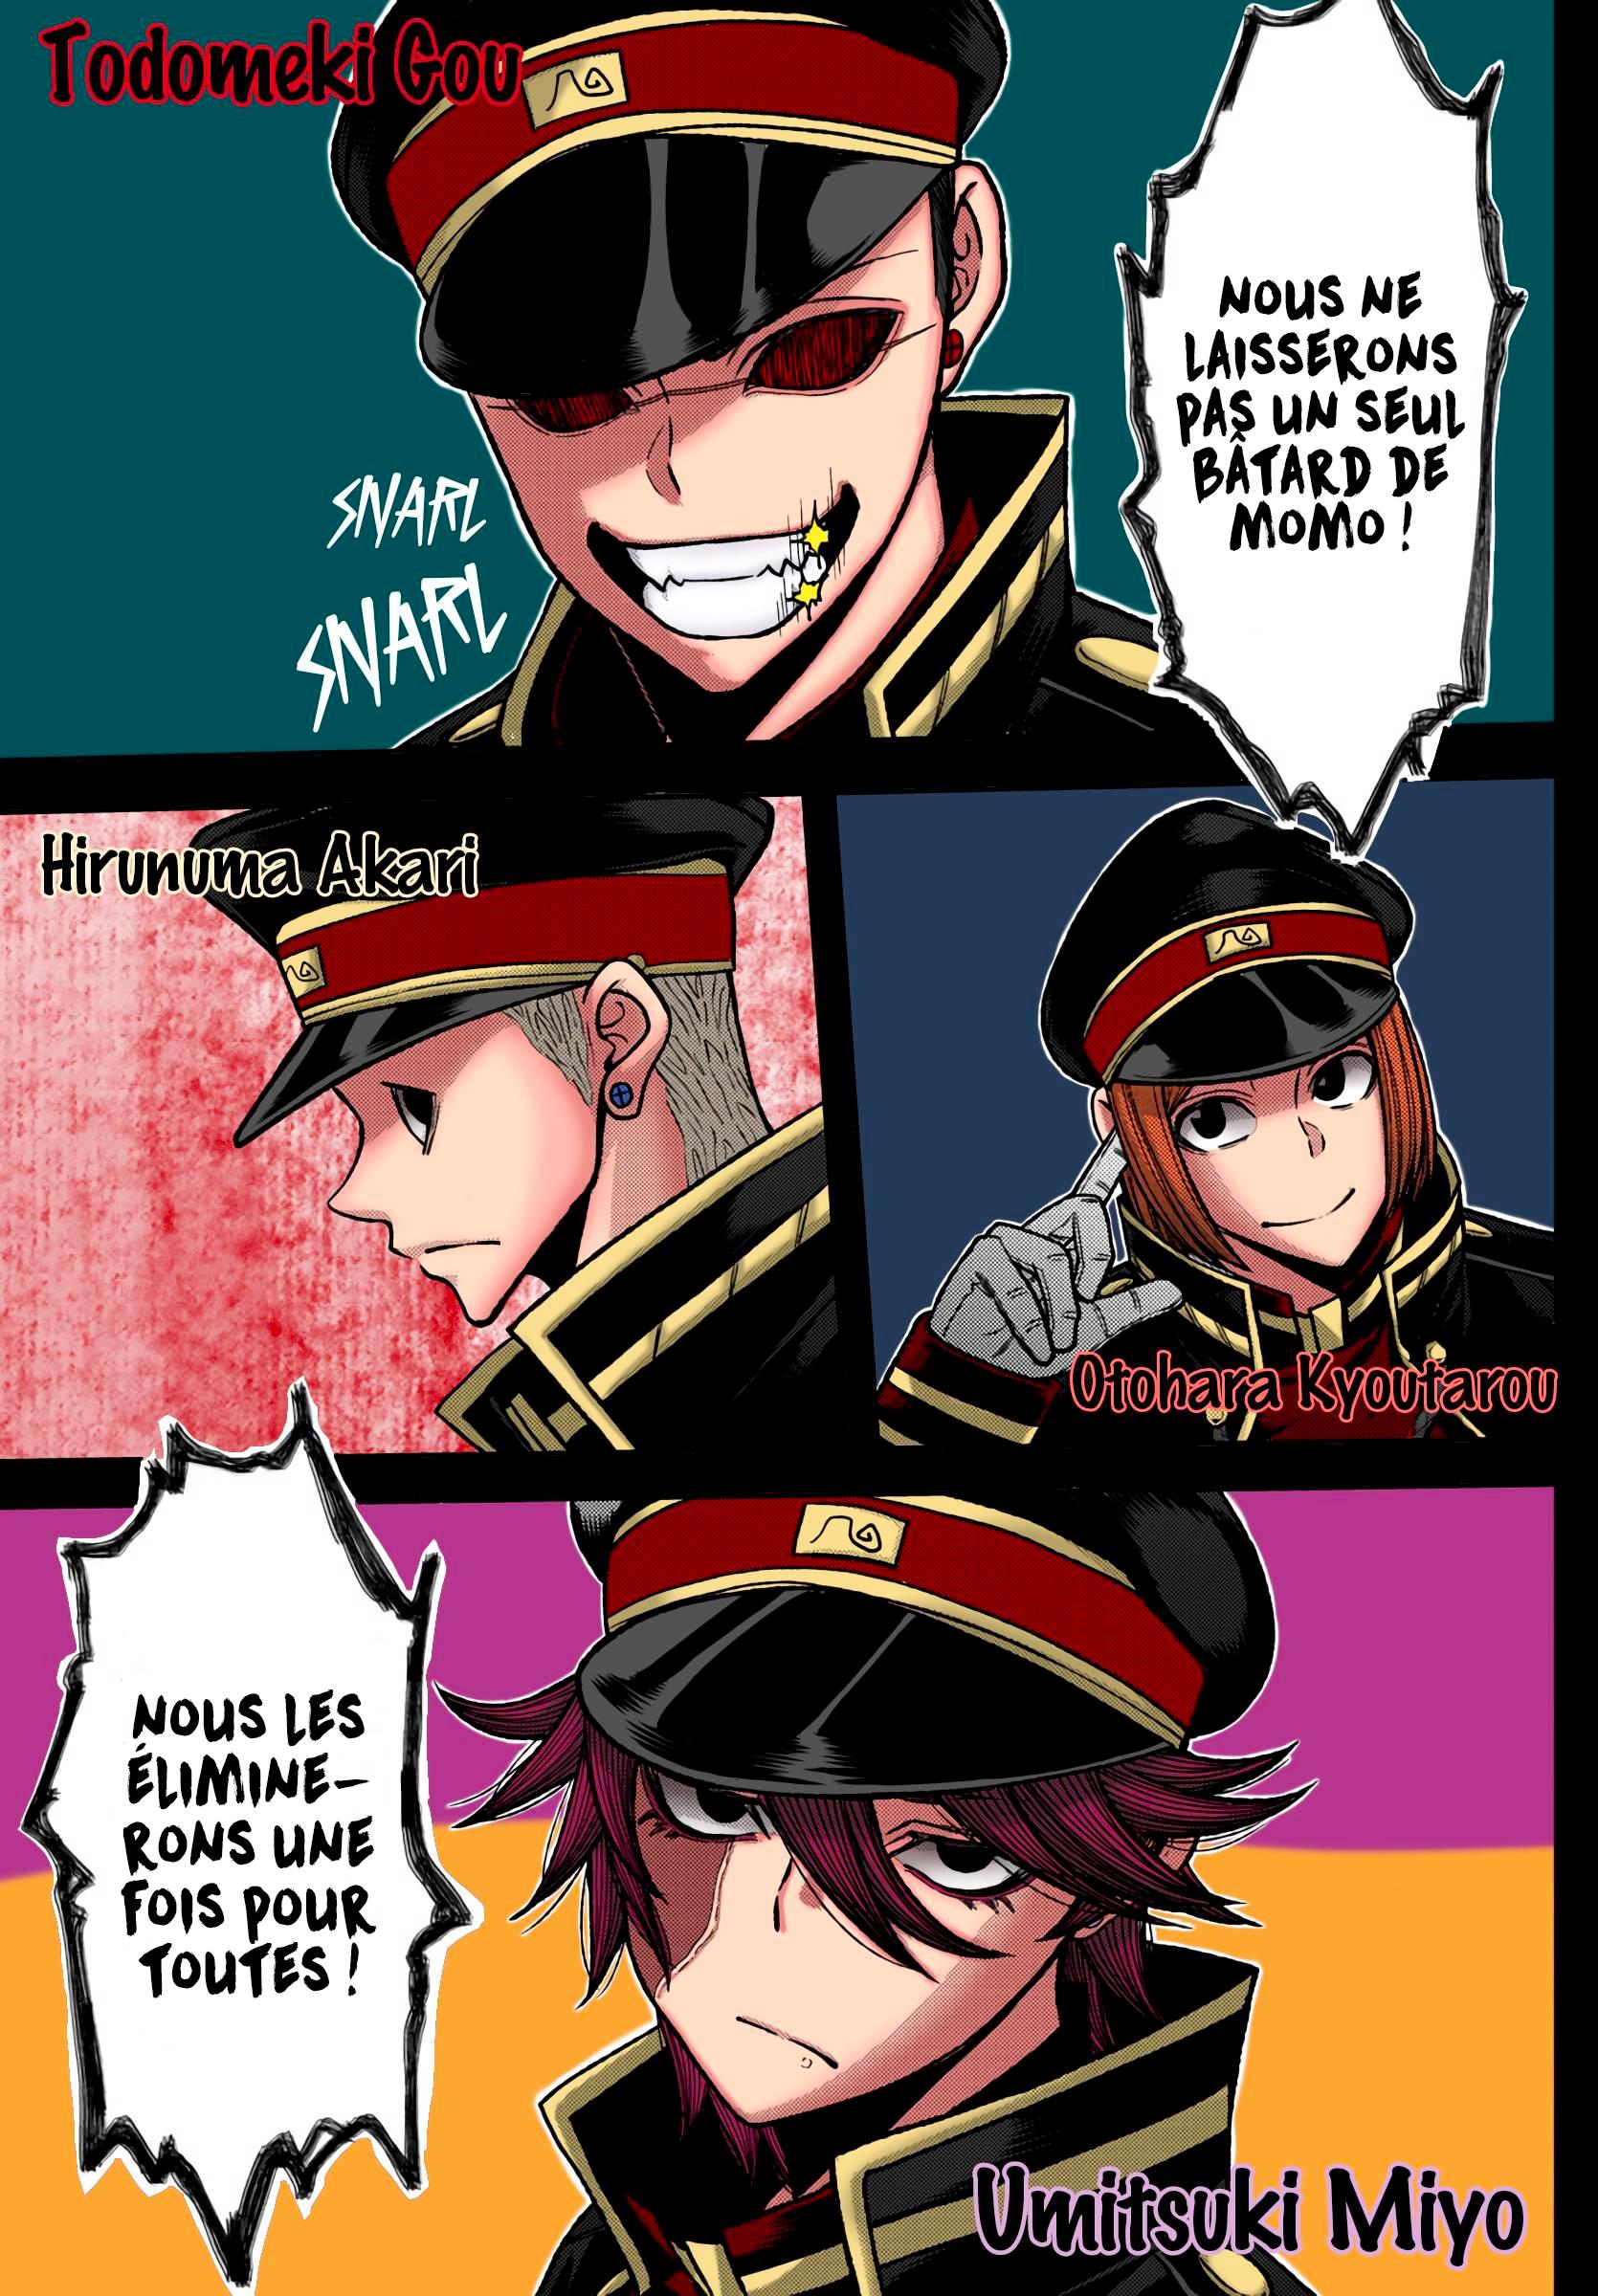 Todomeki Gou
NOUS NE
LAISSERONS
PAS UN SEUL
BÂTARD DE
MOMO !
SNARL
SNARL
Hirunuma Akari
Otohara Kyoutarou
NOUS LES
ÉLIMINE-
RONS UNE
FOIS POUR
TOUTES !
Umitsuki Miyo